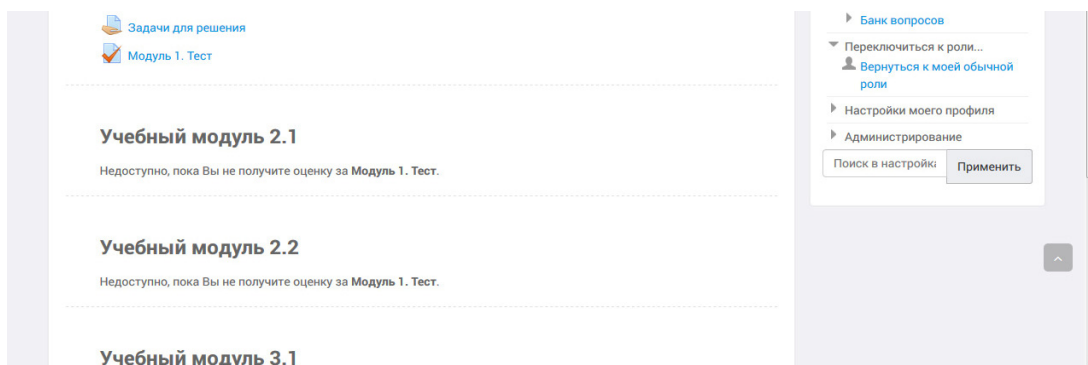 Задачи для решения
Модуль 1. Тест
Учебный модуль 2.1
Недоступно, пока Вы не получите оценку за Модуль 1. Тест.
Учебный модуль 2.2
Недоступно, пока Вы не получите оценку за Модуль 1. Тест.
Учебный модуль 3.1
Банк вопросов
Переключиться к роли...
Вернуться к моей обычной
роли
Настройки моего профиля
Администрирование
Поиск в настройка
Применить